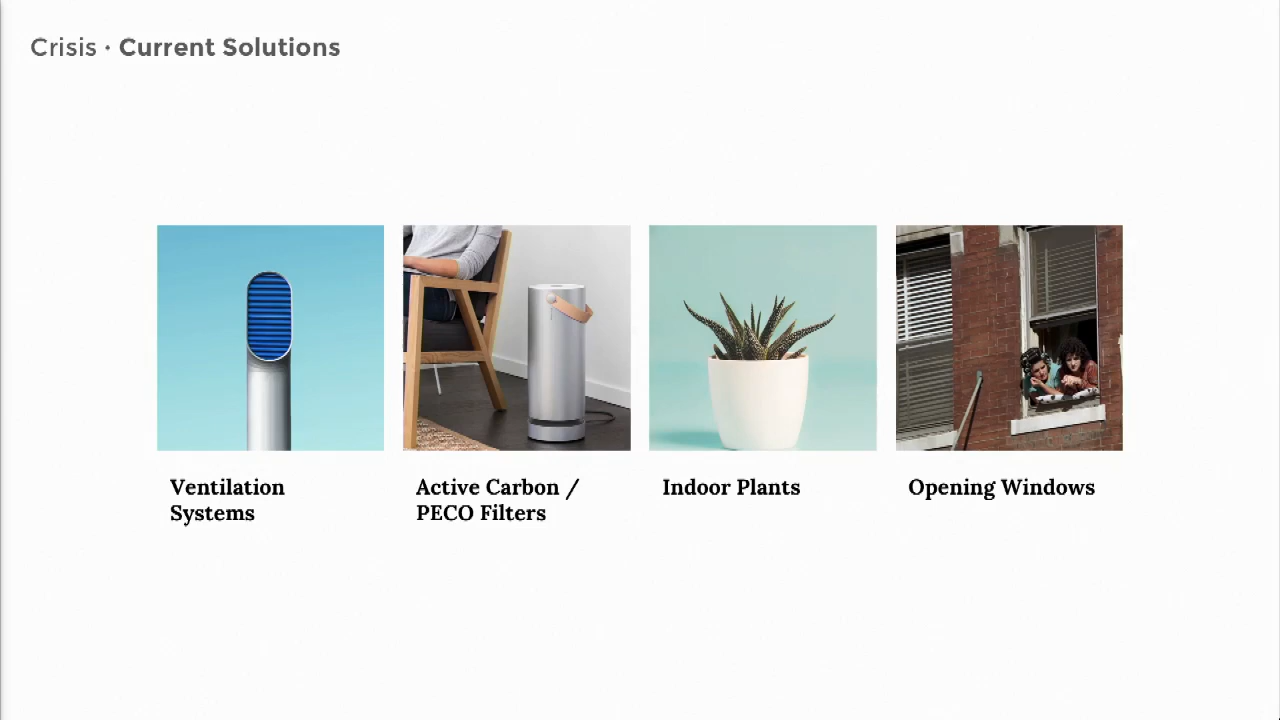 Crisis · Current Solutions
Ventilation
Systems
Active Carbon /
PECO Filters
Indoor Plants
Opening Windows